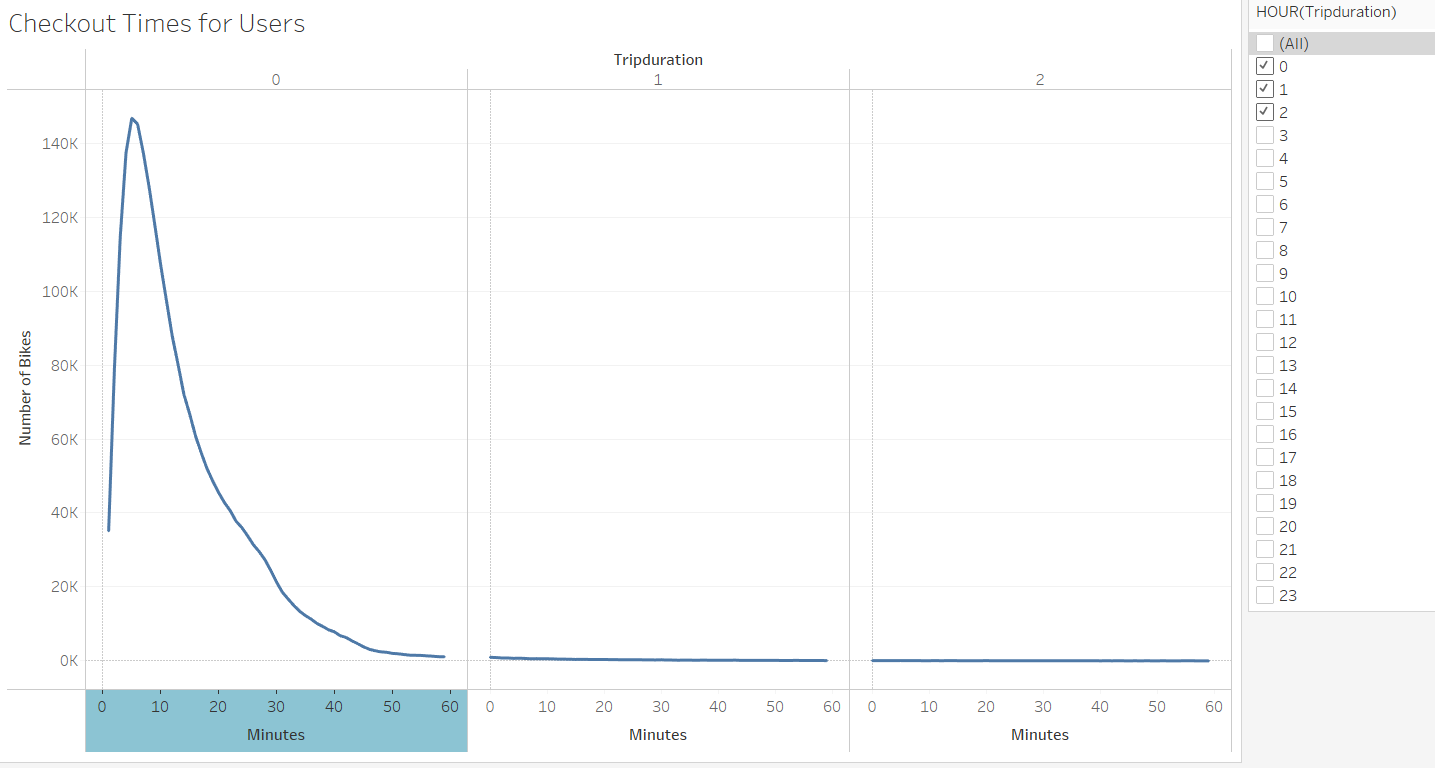 Checkout Times for Users
Tripduration
0 1 2
140K
120K
100K
80K
60K
40K
20K
0K
Number of Bikes
0 10 20 30 40 50 60 0 10 20 30 40 50 60 0 10 20 30 40 50 60
Minutes Minutes Minutes
HOUR(Tripduration)
(All)
0
1
2
3
4
5
6
7
8
9
10
11
12
13
14
15
16
17
18
19
20
21
22
23